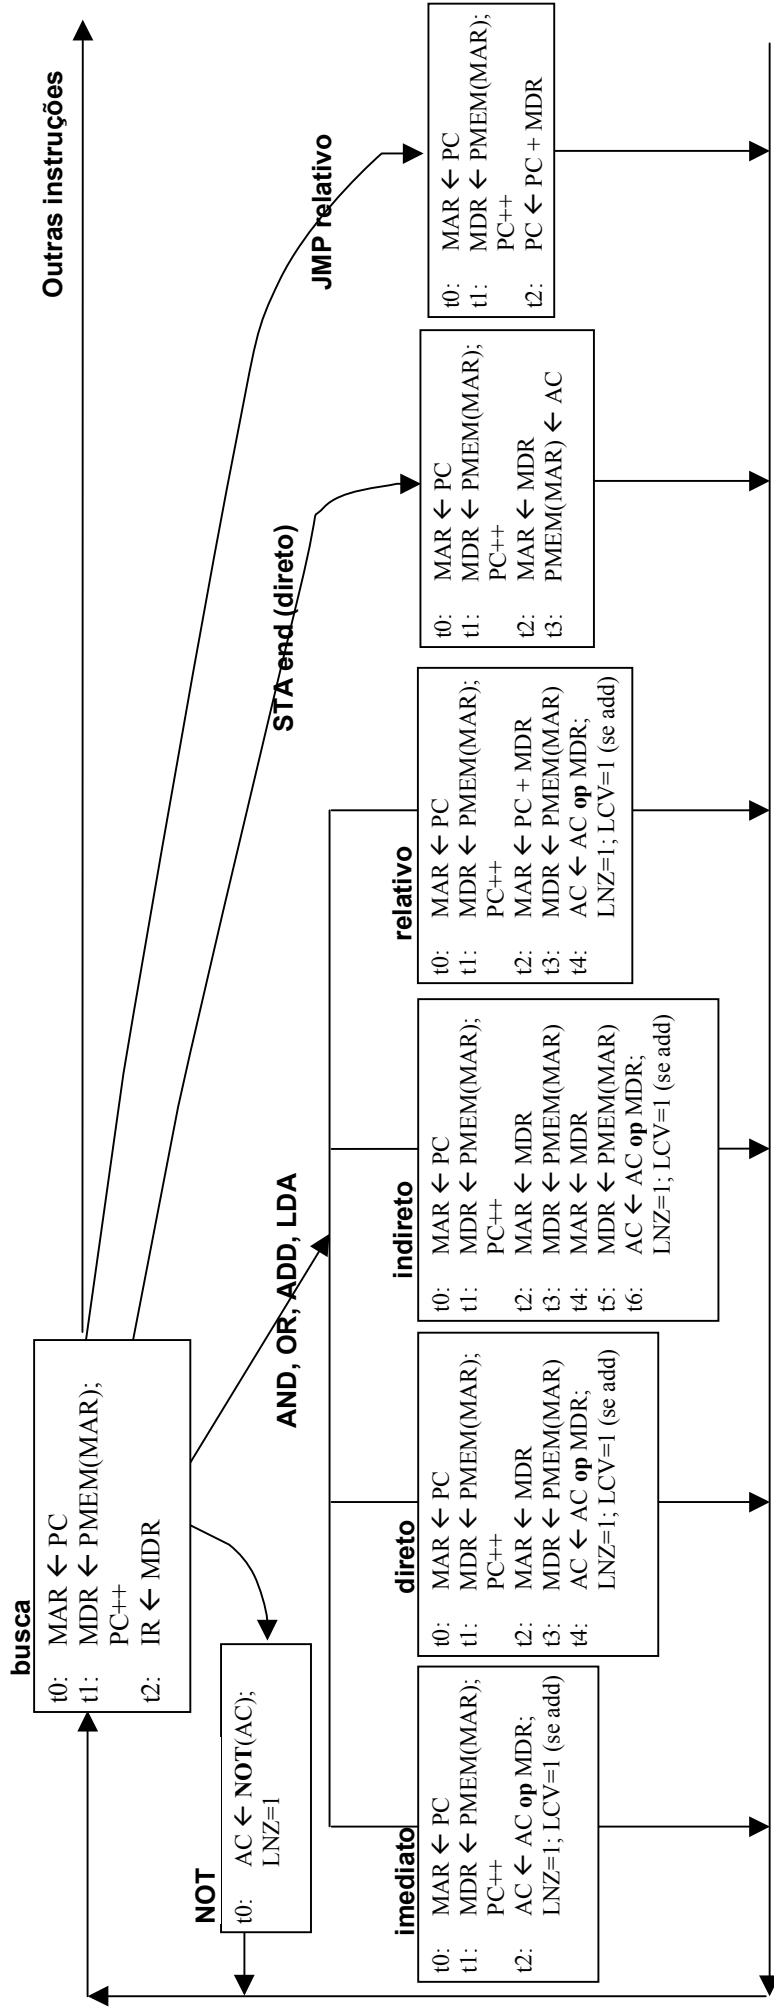 Outras instruções
busca
t0: MAR ← PC
t1: MDR ← PMEM(MAR);
PC++
t2: IR ← MDR
JMP relativo
STA end (direto)
AND, OR, ADD, LDA
NOT
t0: AC ← NOT(AC);
LNZ=1
imediato
t0: MAR ← PC
t1: MDR ← PMEM(MAR);
PC++
t2: AC ← AC op MDR;
LNZ=1; LCV=1 (se add)
direto
t0: MAR ← PC
t1: MDR ← PMEM(MAR);
PC++
t2: MAR ← MDR
t3: MDR ← PMEM(MAR)
t4: AC ← AC op MDR;
LNZ=1; LCV=1 (se add)
indireto
t0: MAR ← PC
t1: MDR ← PMEM(MAR);
PC++
t2: MAR ← MDR
t3: MDR ← PMEM(MAR)
t4: MAR ← MDR
t5: MDR ← PMEM(MAR)
t6: AC ← AC op MDR;
LNZ=1; LCV=1 (se add)
relativo
t0: MAR ← PC
t1: MDR ← PMEM(MAR);
PC++
t2: MAR ← PC + MDR
t3: MDR ← PMEM(MAR)
t4: AC ← AC op MDR;
LNZ=1; LCV=1 (se add)
t0: MAR ← PC
t1: MDR ← PMEM(MAR);
PC++
t2: MAR ← MDR
t3: PMEM(MAR) ← AC
t0: MAR ← PC
t1: MDR ← PMEM(MAR);
PC++
t2: PC ← PC + MDR